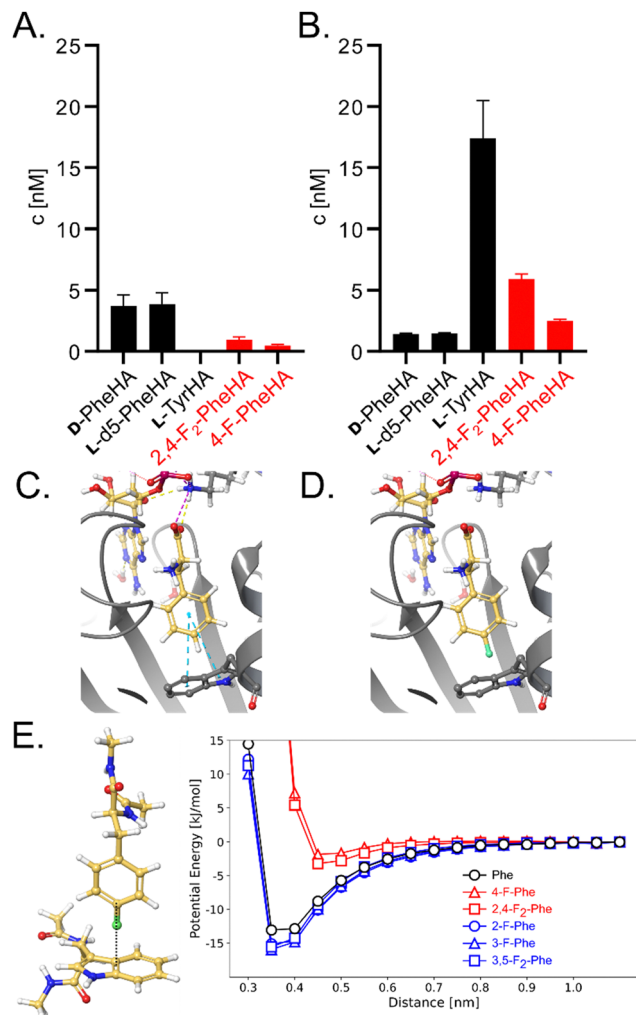 A.
B.
25
20
15
10
5
0
c [nM]
D-PheHA
L-d5-PheHA
L-TyrHA
2,4-F₂-PheHA
4-F-PheHA
25
20
15
10
5
0
c [nM]
D-PheHA
L-d5-PheHA
L-TyrHA
2,4-F₂-PheHA
4-F-PheHA
C.
D.
E.
15
10
5
0
-5
-10
-15
Potential Energy [kJ/mol]
Phe
4-F-Phe
2,4-F₂-Phe
2-F-Phe
3-F-Phe
3,5-F₂-Phe
0.3 0.4 0.5 0.6 0.7 0.8 0.9 1.0
Distance [nm]